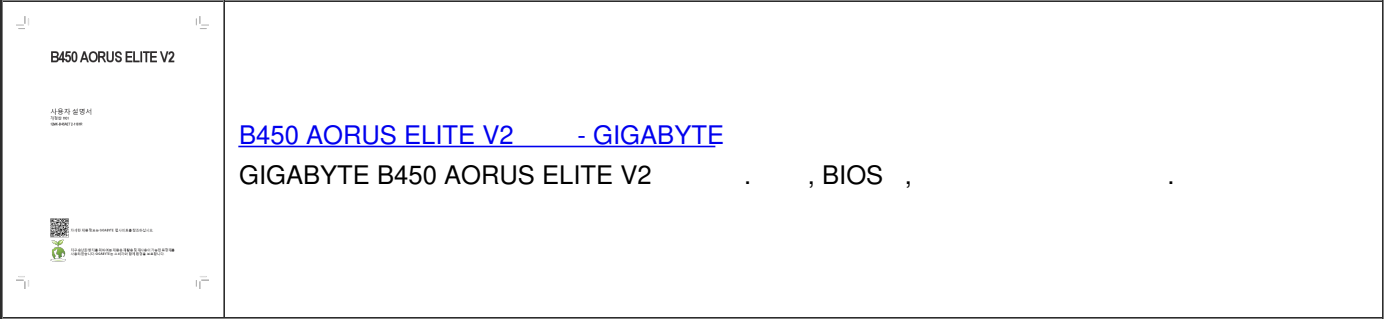 B450 AORUS ELITE V2
사용자 설명서
B450 AORUS ELITE V2 - GIGABYTE
GIGABYTE B450 AORUS ELITE V2 . , BIOS , .